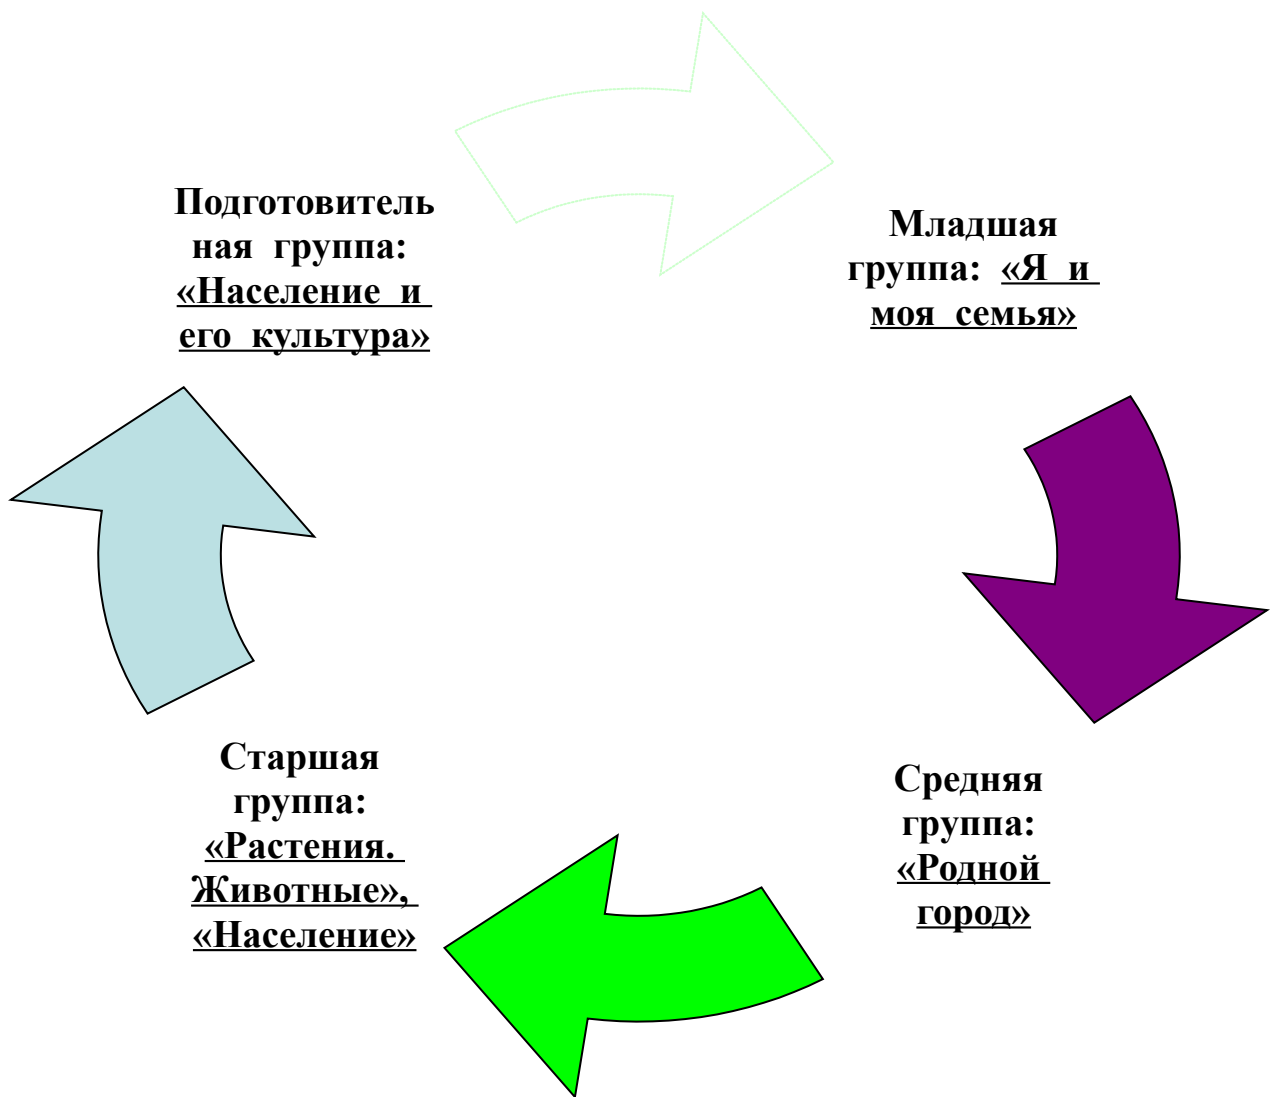 Подготовитель
ная группа:
«Население и
его культура»
Младшая
группа: «Я и
моя семья»
Старшая
группа:
«Растения.
Животные»,
«Население»
Средняя
группа:
«Родной
город»